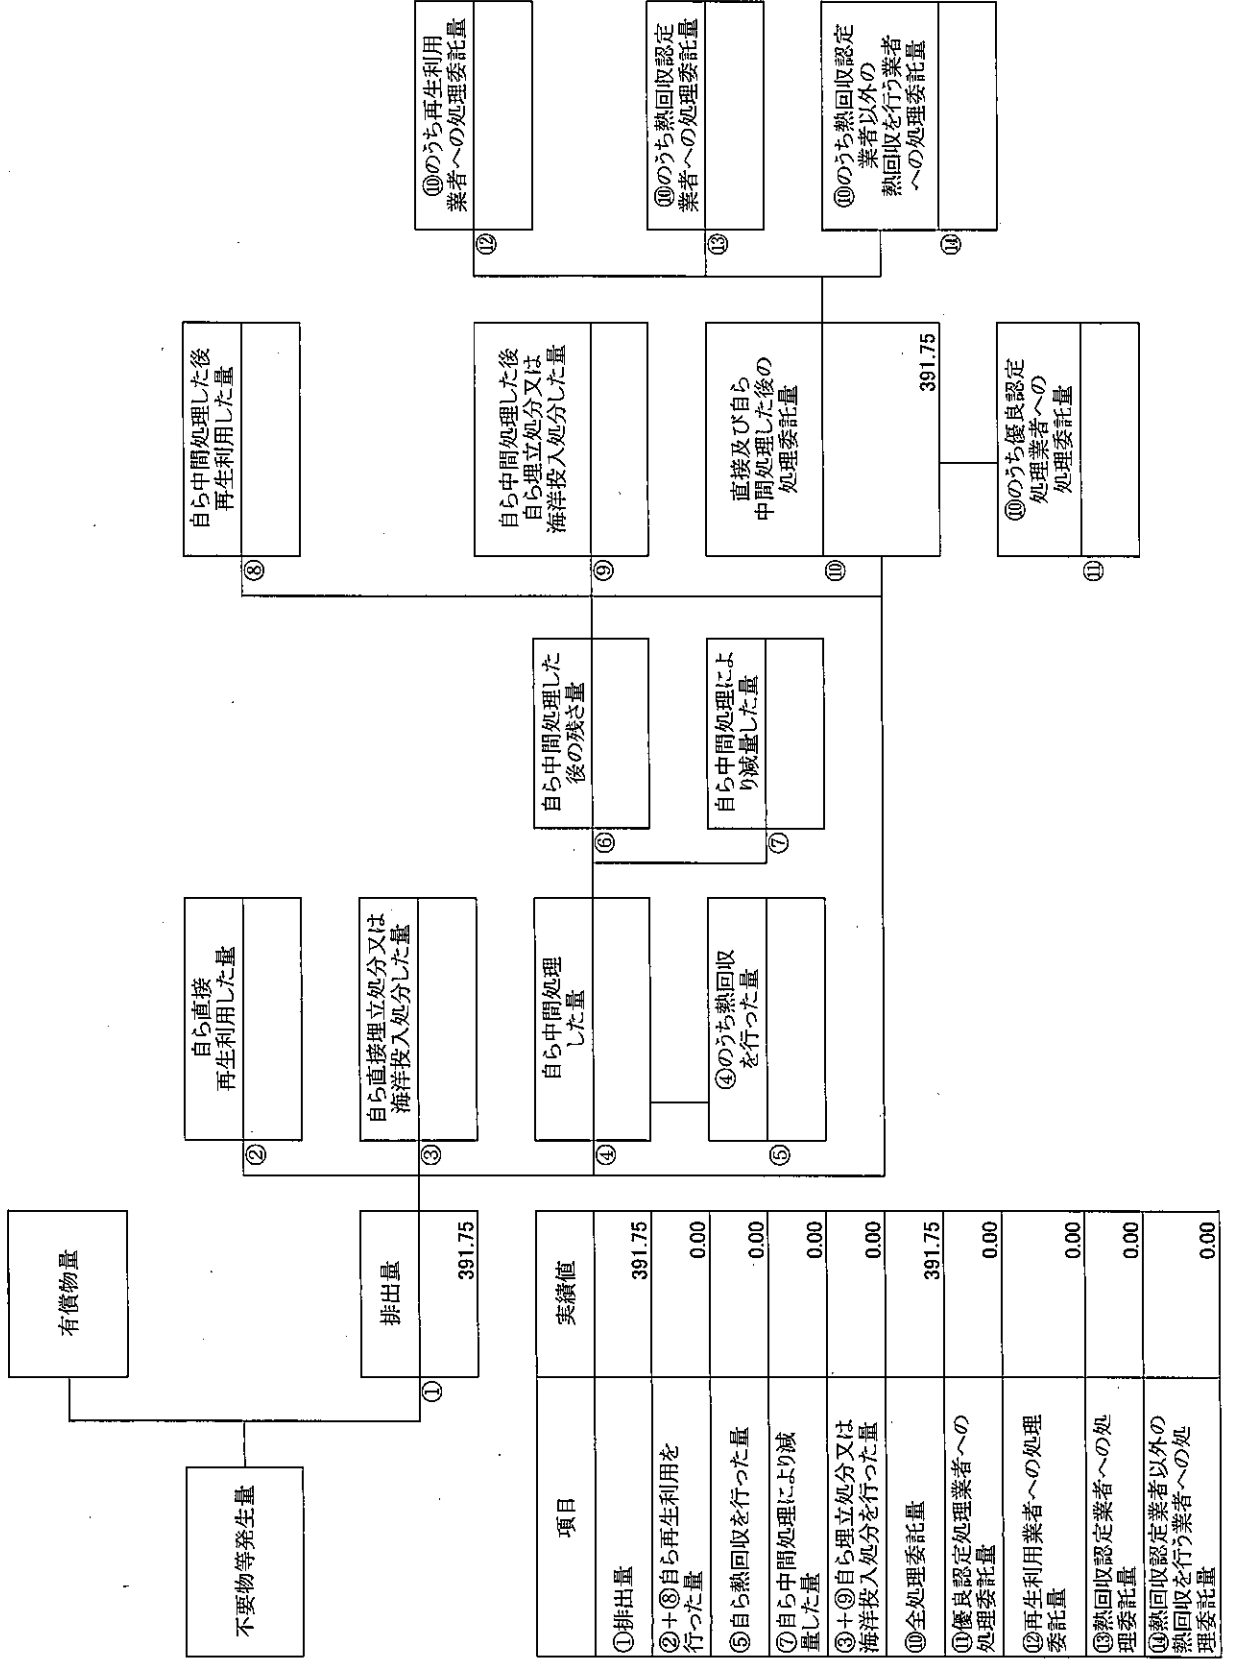 不要物等発生量
有償物量
①
排出量
391.75
②
自ら直接
再生利用した量
③
自ら直接埋立処分又は
海洋投入処分した量
④
自ら中間処理
した量
⑤
④のうち熱回収
を行った量
⑥
自ら中間処理した
後の残さ量
⑦
自ら中間処理によ
り減量した量
⑧
自ら中間処理した後
再生利用した量
⑨
自ら中間処理した後
自ら埋立処分又は
海洋投入処分した量
⑩
直接及び自ら
中間処理した後の
処理委託量
391.75
⑪
⑩のうち優良認定
処理業者への
処理委託量
⑫
⑩のうち再生利用
業者への処理委託量
⑬
⑩のうち熱回収認定
業者への処理委託量
⑭
⑩のうち熱回収認定
業者以外の
熱回収を行う業者
への処理委託量
項目 実績値
①排出量 391.75
②+⑧自ら再生利用を
行った量 0.00
⑤自ら熱回収を行った量 0.00
⑦自ら中間処理により減
量した量 0.00
③+⑨自ら埋立処分又は
海洋投入処分を行った量 0.00
⑩全処理委託量 391.75
⑪優良認定処理業者への
処理委託量 0.00
⑫再生利用業者への処理
委託量 0.00
⑬熱回収認定業者への処
理委託量 0.00
⑭熱回収認定業者以外の
熱回収を行う業者への処
理委託量 0.00